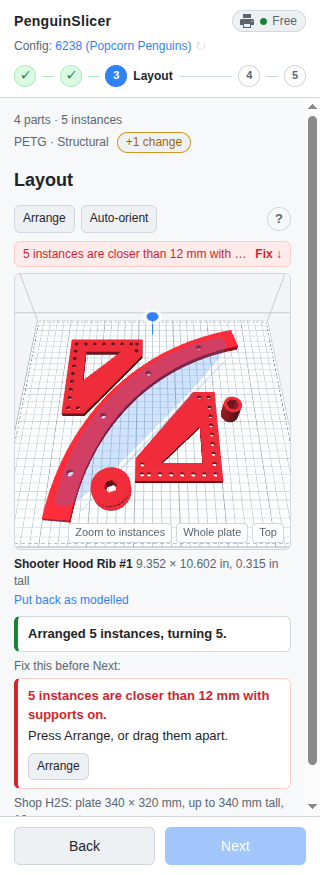 PenguinSlicer
Free
Config: 6238 (Popcorn Penguins)
3 Layout 4 5
4 parts · 5 instances
PETG · Structural +1 change
Layout
Arrange Auto-orient ?
5 instances are closer than 12 mm with … Fix ↓
Zoom to instances Whole plate Top
Shooter Hood Rib #1 9.352 × 10.602 in, 0.315 in
tall
Put back as modelled
Arranged 5 instances, turning 5.
Fix this before Next:
5 instances are closer than 12 mm with
supports on.
Press Arrange, or drag them apart.
Arrange
Shop H2S: plate 340 × 320 mm, up to 340 mm tall,
Back Next